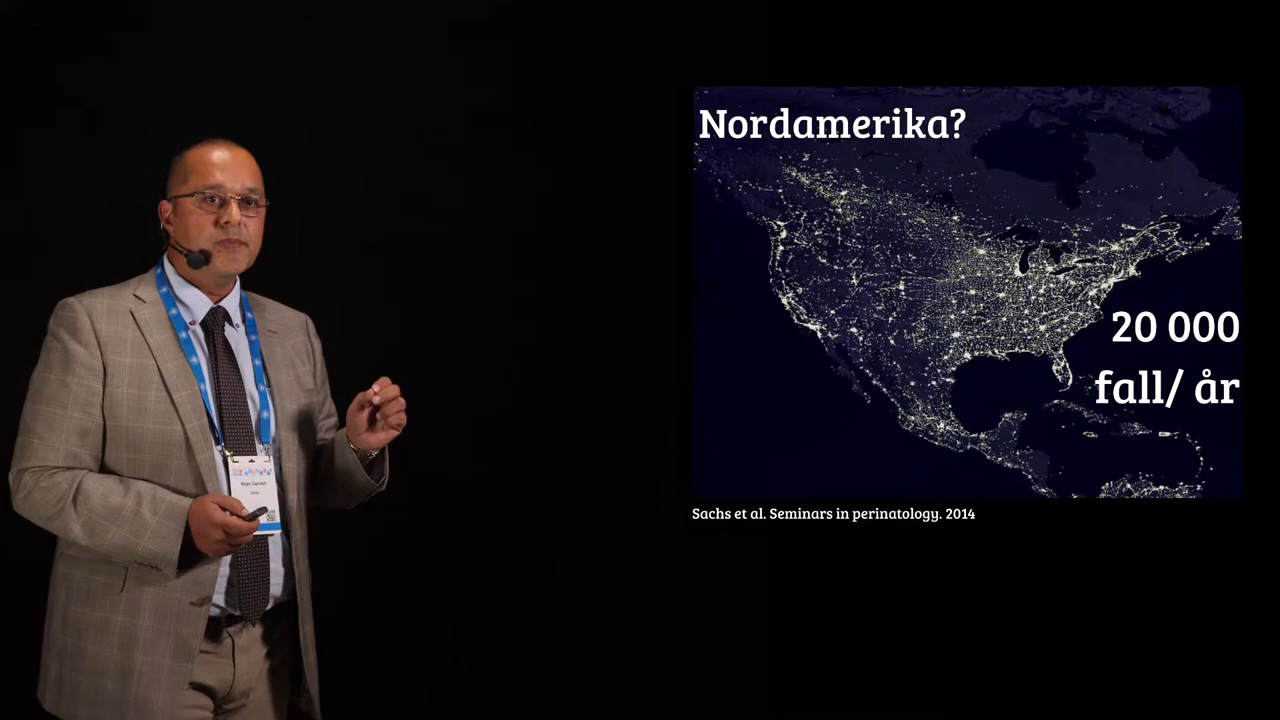 Nordamerika?
20 000
fall/ år
Sachs et al. Seminars in perinatology. 2014